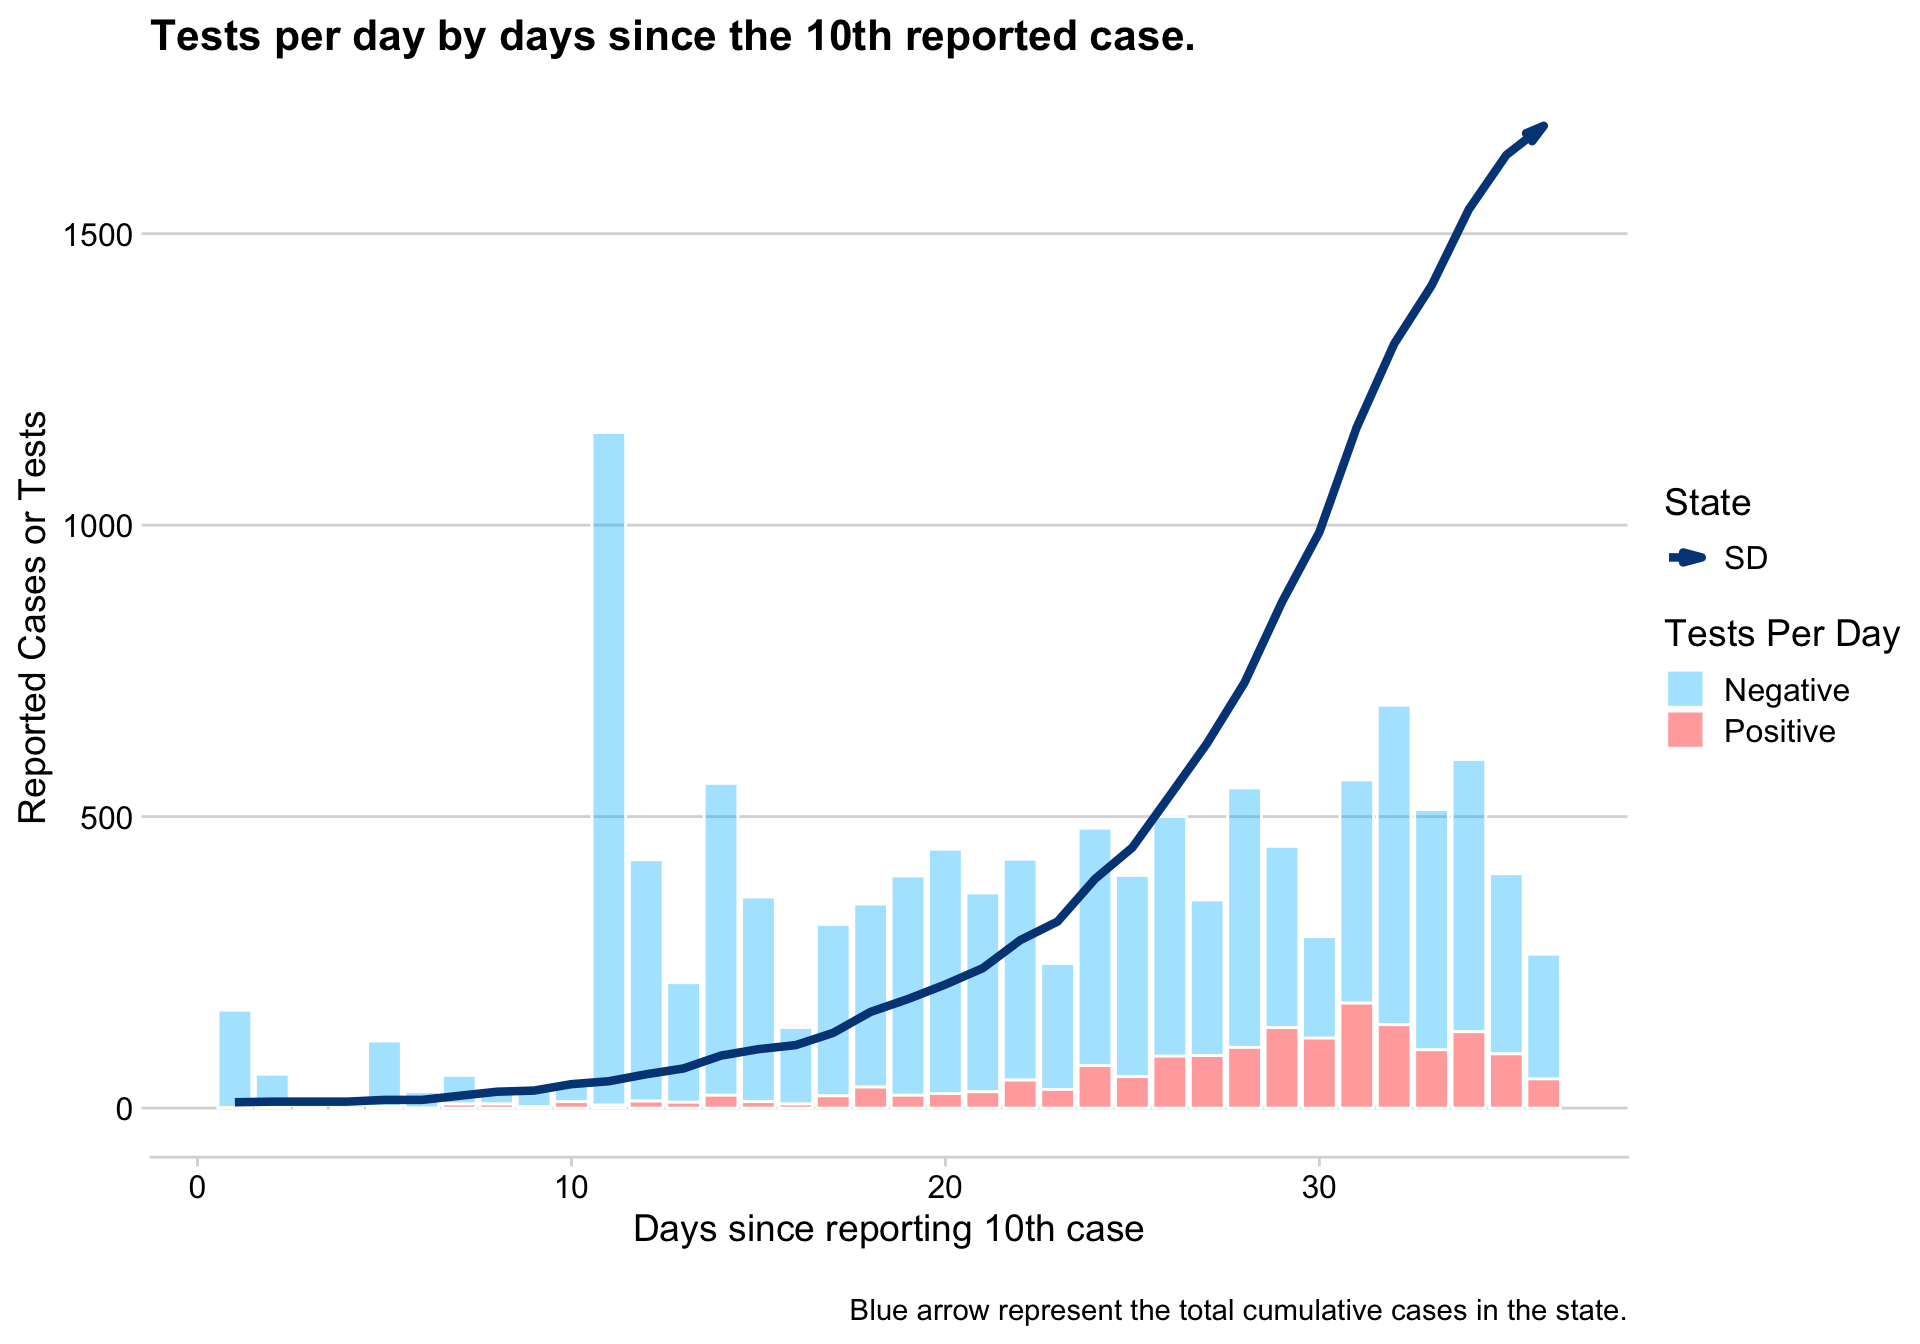 Tests per day by days since the 10th reported case.
Reported Cases or Tests
1500
1000
500
0
0
10
20
30
Days since reporting 10th case
State
SD
Tests Per Day
Negative
Positive
Blue arrow represent the total cumulative cases in the state.